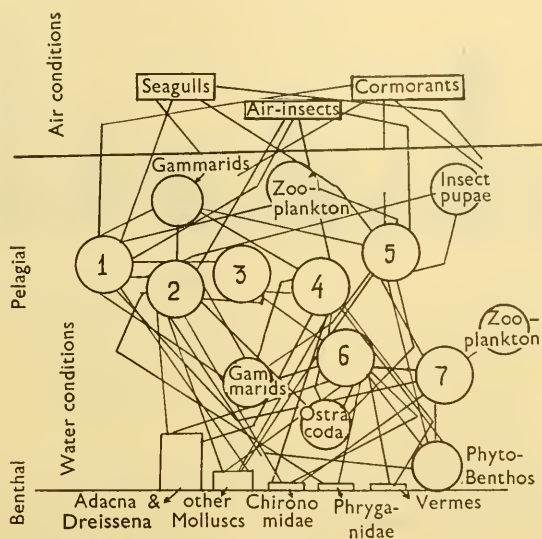 Air conditions
Seagulls
Cormorants
Air-insects
Pelagial
Water conditions
Benthal
Gammarids
Zoo-
plankton
Insect
pupae
1
2
3
4
5
6
7
Zoo-
plankton
Gam
marids
Ostra
coda
Phyto-
Benthos
Adacna &
Dreissena
other
Molluscs
Chirono
midae
Phryga-
nidae
Vermes